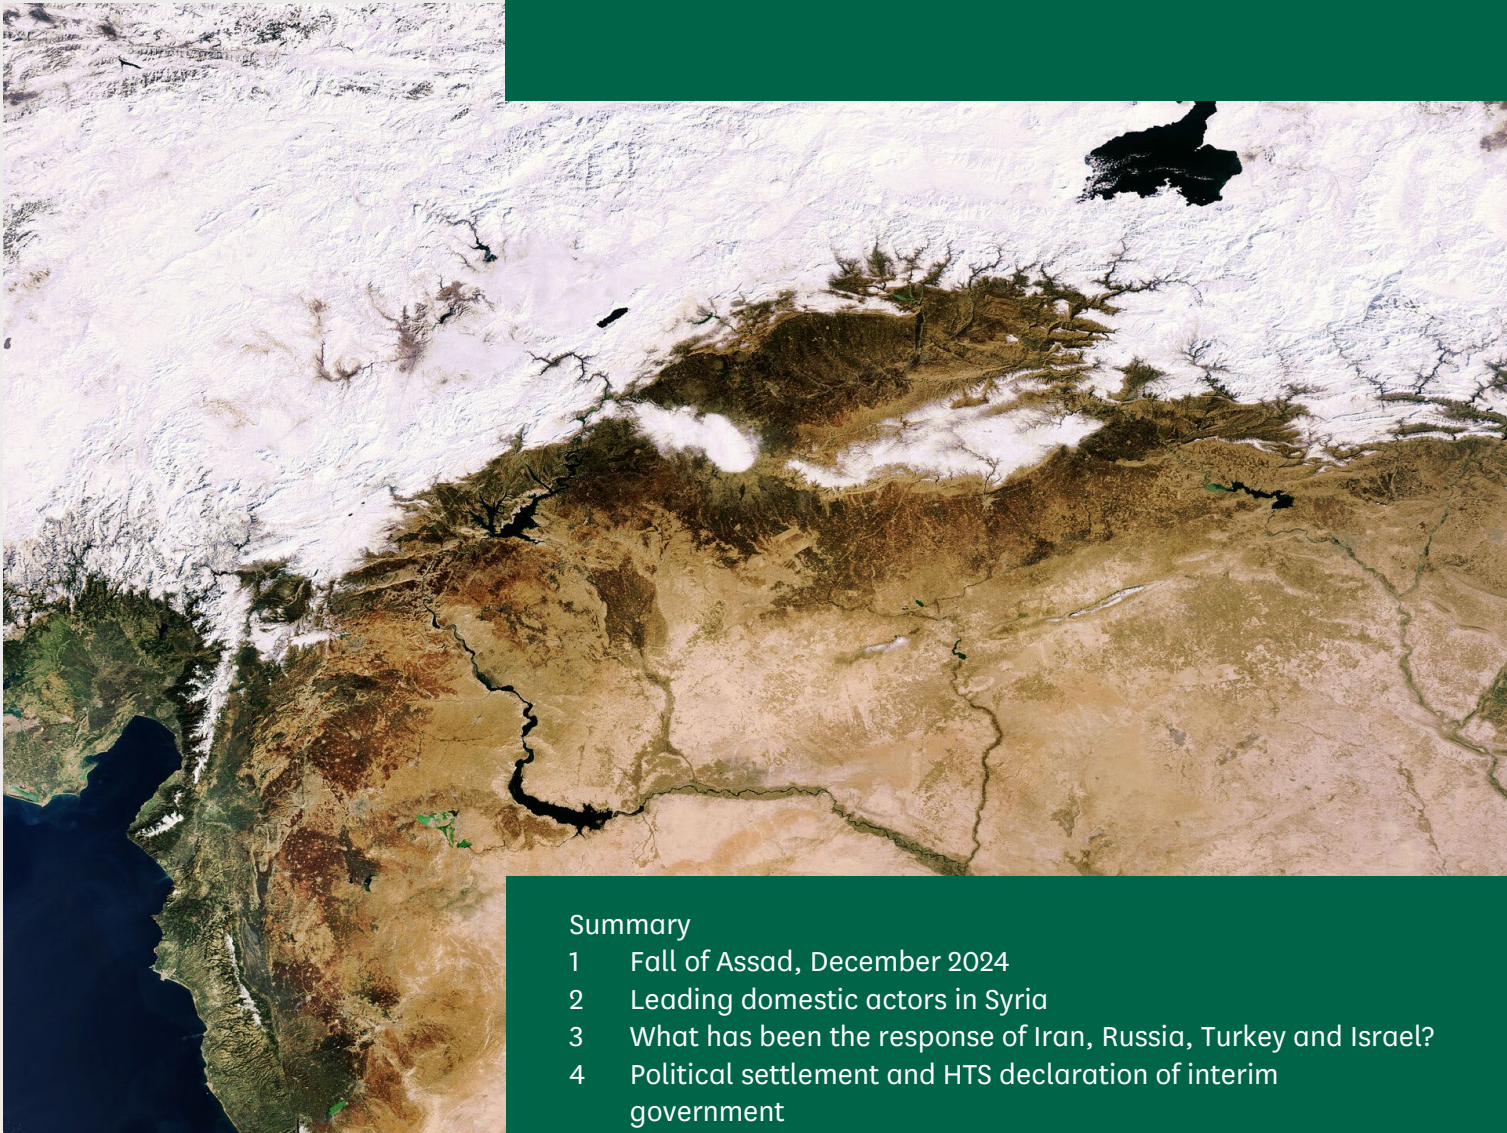 Summary
1 Fall of Assad, December 2024
2 Leading domestic actors in Syria
3 What has been the response of Iran, Russia, Turkey and Israel?
4 Political settlement and HTS declaration of interim
government